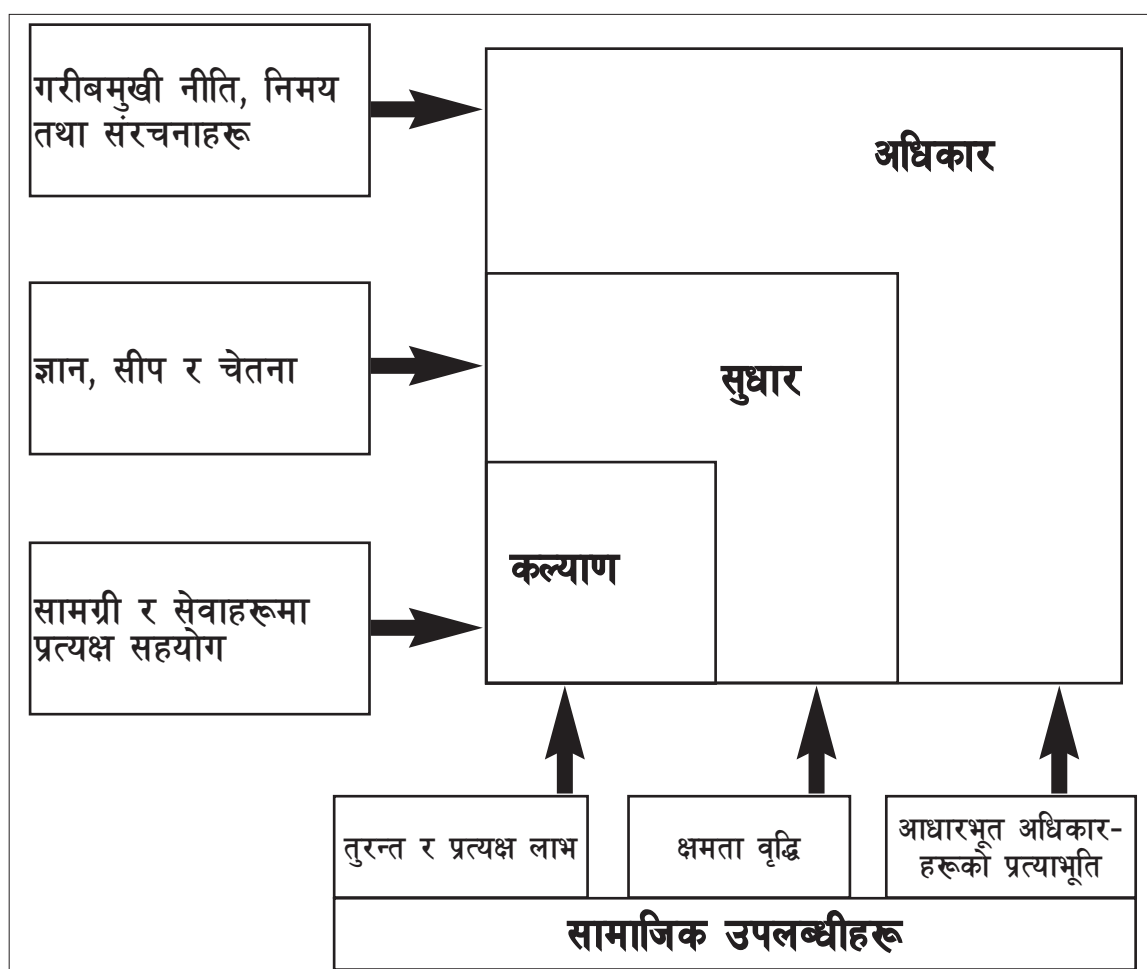 गरीबमुखी नीति, निमय
तथा संरचनाहरू
अधिकार
ज्ञान, सीप र चेतना
सुधार
कल्याण
सामग्री र सेवाहरूमा
प्रत्यक्ष सहयोग
तुरन्त र प्रत्यक्ष लाभ
क्षमता वृद्धि
आधारभूत अधिकार-
हरूको प्रत्याभूति
सामाजिक उपलब्धीहरू